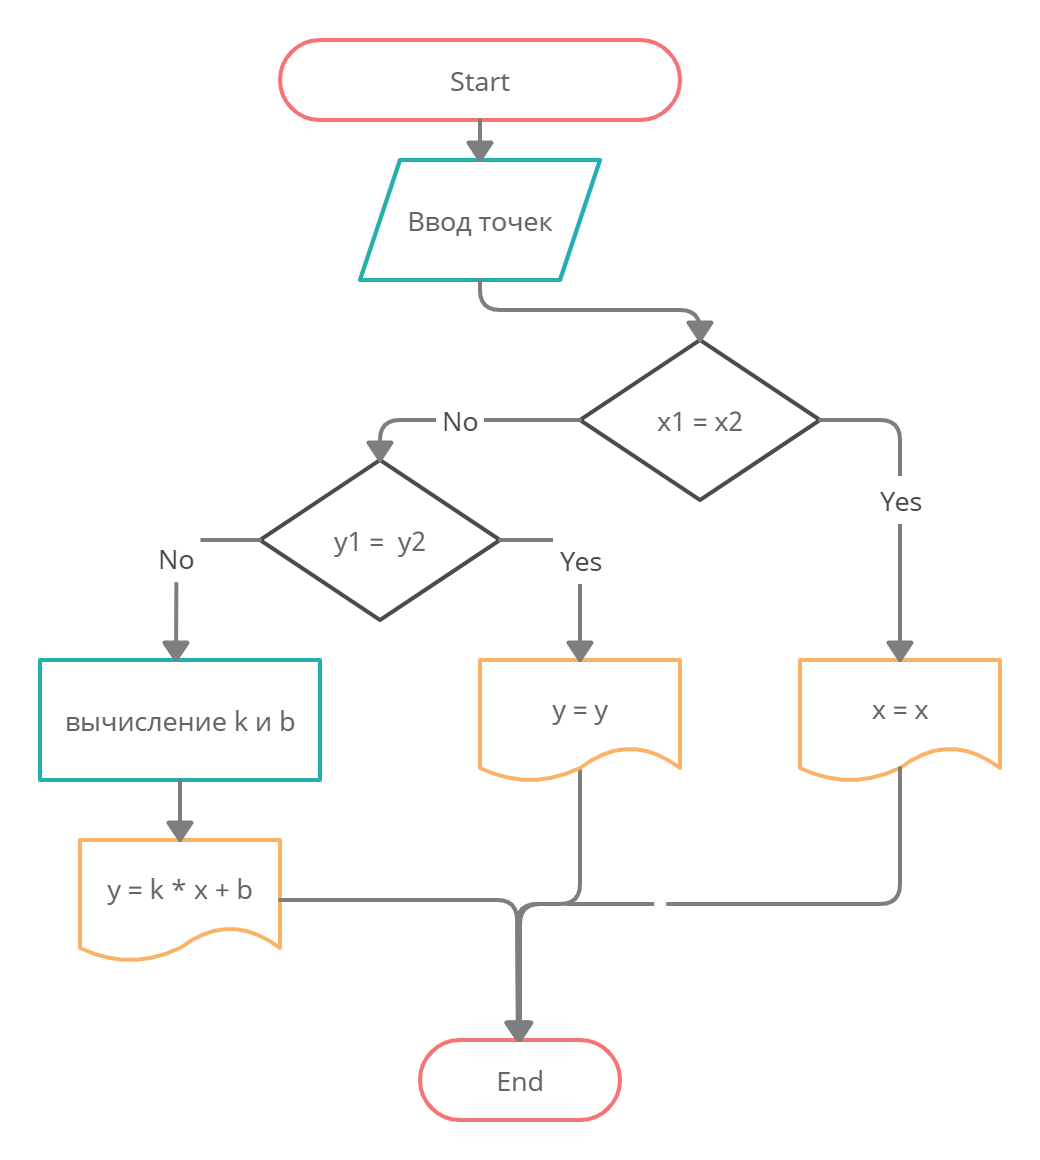 Start
Ввод точек
x1 = x2
No
Yes
y1 =  y2
No
Yes
вычисление k и b
y = y
x = x
y = k * x + b
End